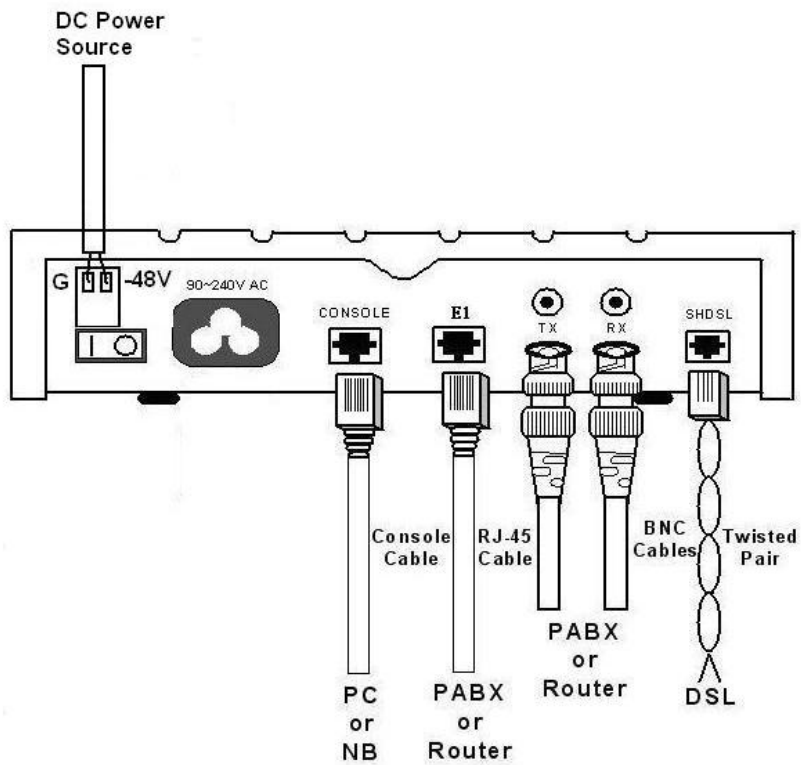 DC Power
Source
G
-48V
90~240V AC
CONSOLE
E1
TX
RX
SHDSL
Console
Cable
RJ-45
Cable
BNC
Cables
Twisted
Pair
PC
or
NB
PABX
or
Router
PABX
or
Router
DSL